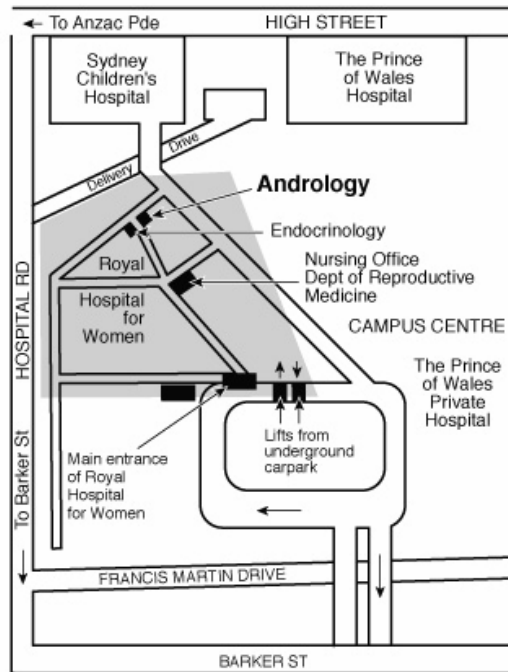 To Anzac Pde
HIGH STREET
Sydney
Children's
Hospital
The Prince
of Wales
Hospital
Delivery Drive
Andrology
Endocrinology
Royal
Hospital
for
Women
Nursing Office
Dept of Reproductive
Medicine
HOSPITAL RD
CAMPUS CENTRE
The Prince
of Wales
Private
Hospital
Main entrance
of Royal
Hospital
for Women
Lifts from
underground
carpark
To Barker St
FRANCIS MARTIN DRIVE
BARKER ST